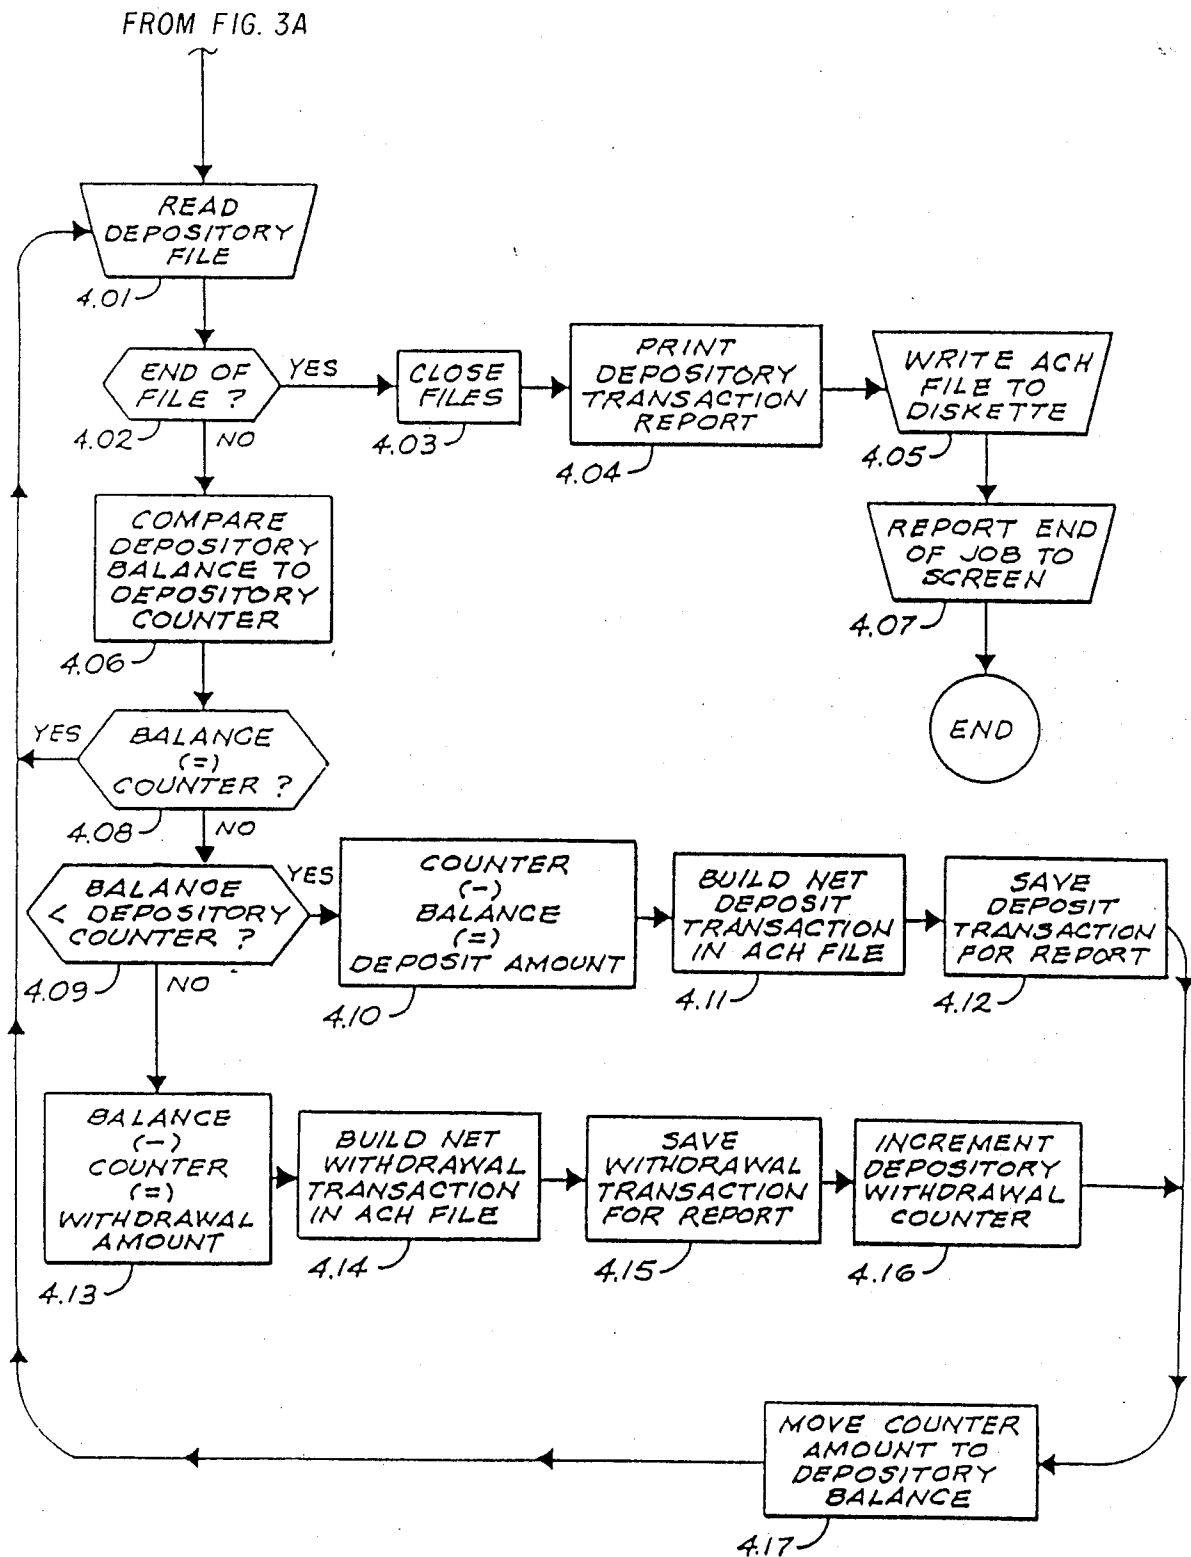 FROM FIG. 3A
READ
DEPOSITORY
FILE
4.01
END OF
FILE ?
YES
4.02
NO
CLOSE
FILES
4.03
PRINT
DEPOSITORY
TRANSACTION
REPORT
4.04
WRITE ACH
FILE TO
DISKETTE
4.05
COMPARE
DEPOSITORY
BALANCE TO
DEPOSITORY
COUNTER
4.06
REPORT END
OF JOB TO
SCREEN
4.07
END
YES
BALANCE
(=)
COUNTER ?
4.08
NO
BALANCE
< DEPOSITORY
COUNTER ?
YES
4.09
NO
COUNTER
(-)
BALANCE
(=)
DEPOSIT AMOUNT
4.10
BUILD NET
DEPOSIT
TRANSACTION
IN ACH FILE
4.11
SAVE
DEPOSIT
TRANSACTION
FOR REPORT
4.12
BALANCE
(-)
COUNTER
(=)
WITHDRAWAL
AMOUNT
4.13
BUILD NET
WITHDRAWAL
TRANSACTION
IN ACH FILE
4.14
SAVE
WITHDRAWAL
TRANSACTION
FOR REPORT
4.15
INCREMENT
DEPOSITORY
WITHDRAWAL
COUNTER
4.16
MOVE COUNTER
AMOUNT TO
DEPOSITORY
BALANCE
4.17